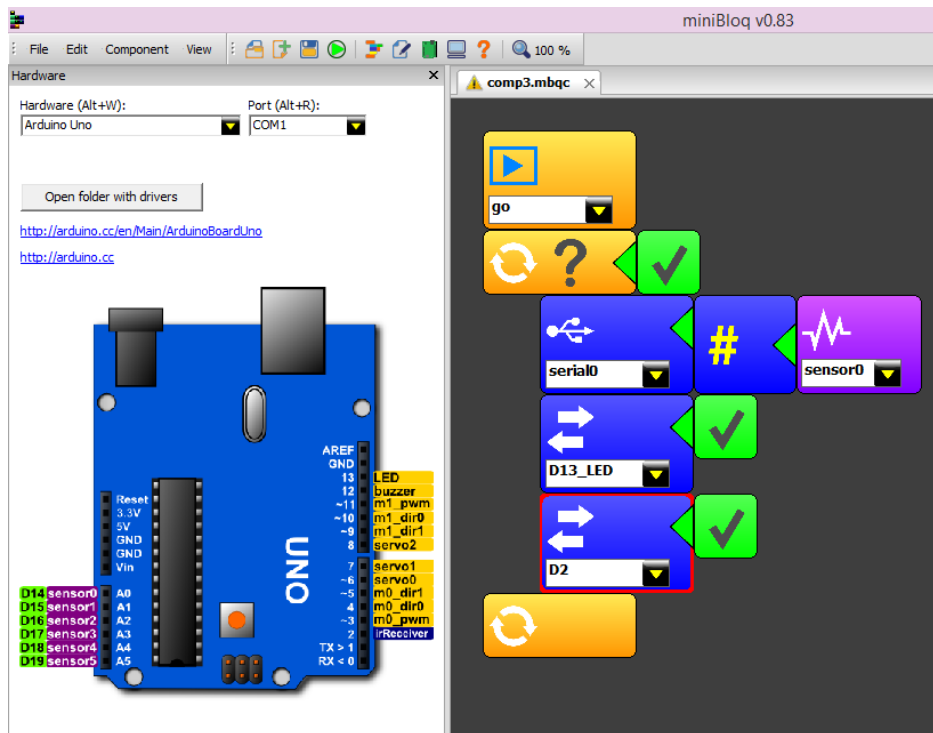 miniBloq v0.83
File Edit Component View 100 %
Hardware
comp3.mbqc
Hardware (Alt+W): Port (Alt+R):
Arduino Uno COM1
Open folder with drivers
http://arduino.cc/en/Main/ArduinoBoardUno
http://arduino.cc
AREF
GND
13 LED
12 buzzer
~11 m1_pwm
~10 m1_dir0
~9 m1_dir1
8 servo2
7 servo1
~6 servo0
~5 m0_dir1
4 m0_dir0
~3 m0_pwm
2 irReceiver
TX > 1
RX < 0
UNO
Reset
3.3V
5V
GND
GND
Vin
D14 sensor0 A0
D15 sensor1 A1
D16 sensor2 A2
D17 sensor3 A3
D18 sensor4 A4
D19 sensor5 A5
go
?
serial0 # sensor0
D13_LED
D2